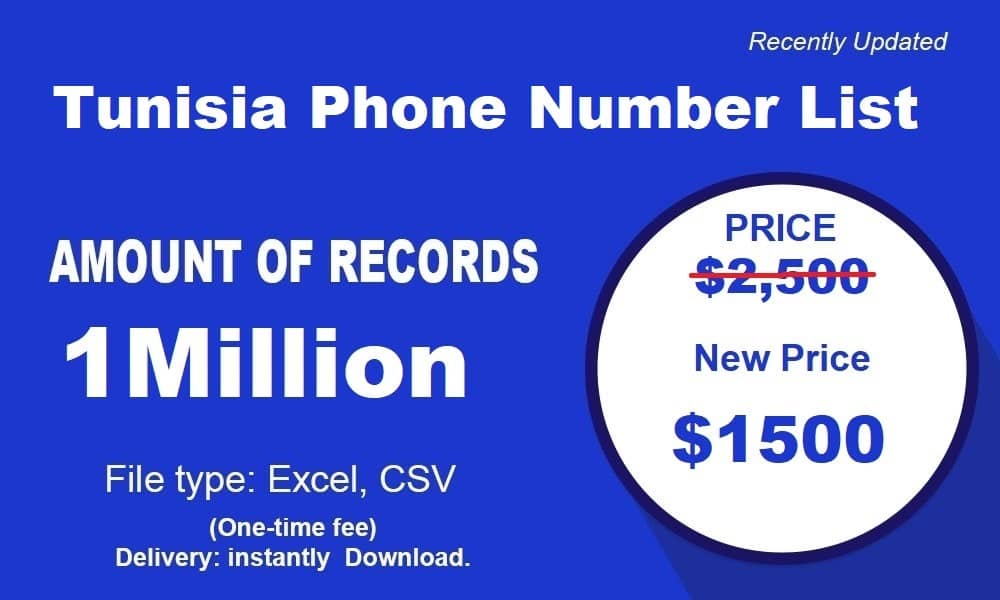 Recently Updated
Tunisia Phone Number List
AMOUNT OF RECORDS
1Million
File type: Excel, CSV
(One-time fee)
Delivery: instantly Download.
PRICE
$2,500
New Price
$1500